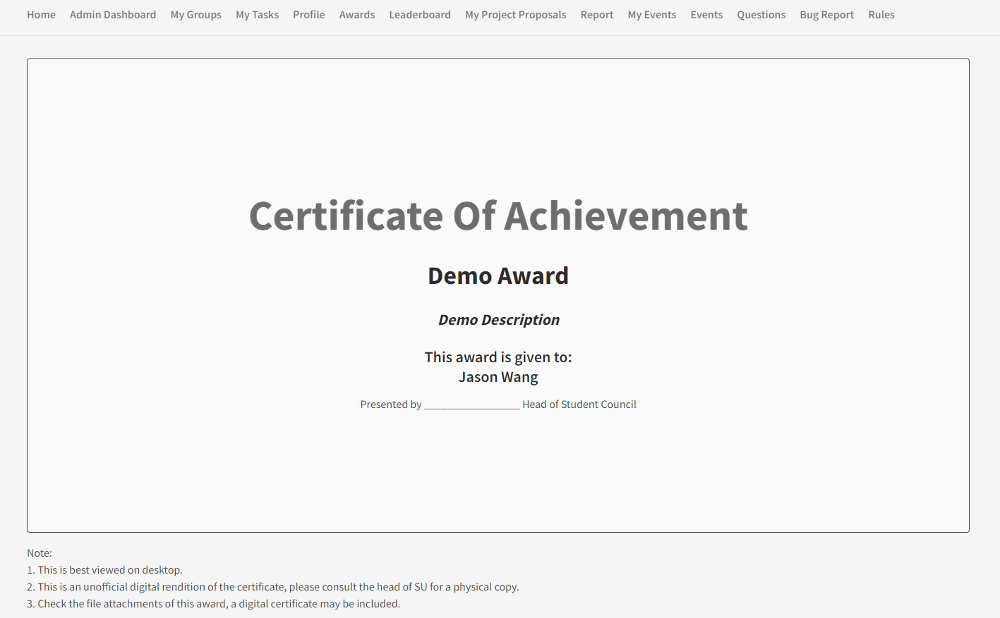 Home Admin Dashboard My Groups My Tasks Profile Awards Leaderboard My Project Proposals Report My Events Events Questions Bug Report Rules
Certificate Of Achievement
Demo Award
Demo Description
This award is given to:
Jason Wang
Presented by _________________ Head of Student Council
Note:
1. This is best viewed on desktop.
2. This is an unofficial digital rendition of the certificate, please consult the head of SU for a physical copy.
3. Check the file attachments of this award, a digital certificate may be included.